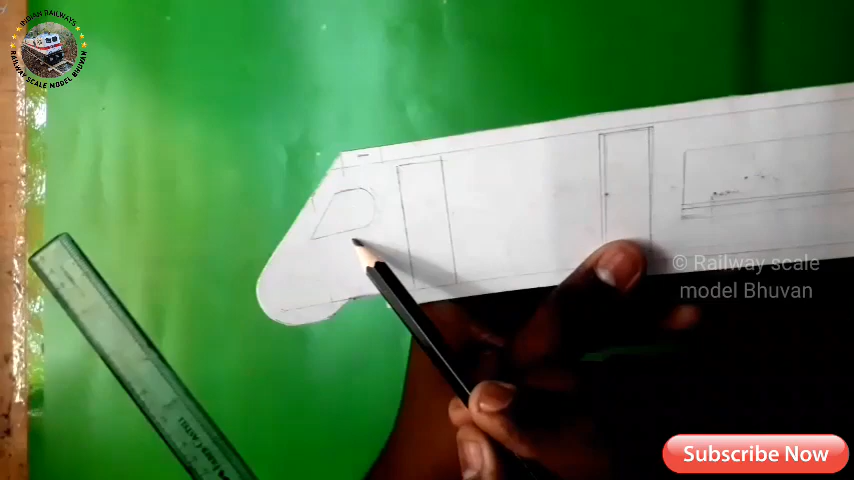 INDIAN RAILWAYS
RAILWAY SCALE MODEL BHUVAN
© Railway scale
model Bhuvan
Subscribe Now